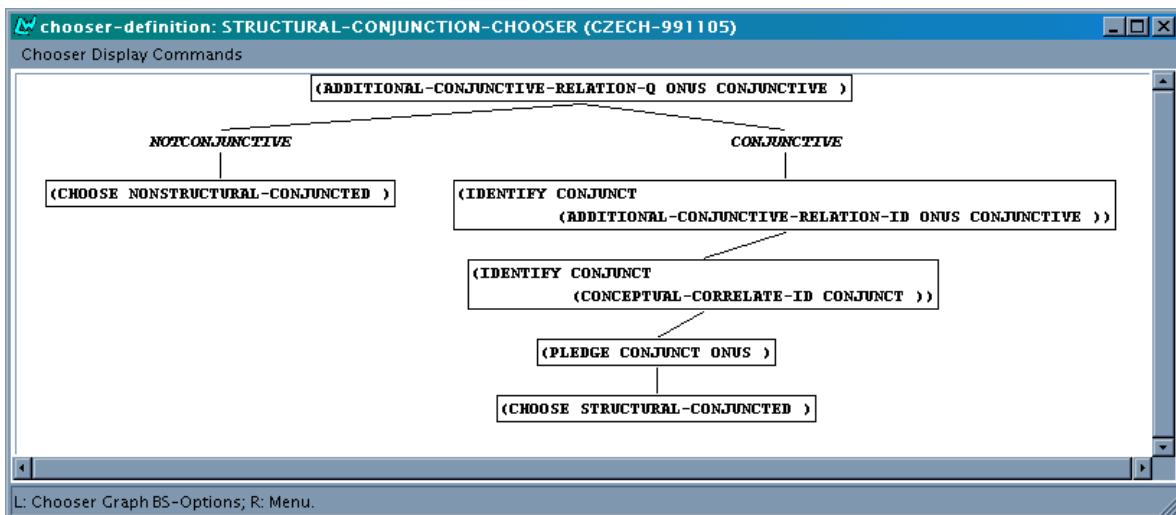 chooser-definition: STRUCTURAL-CONJUNCTION-CHOOSER (CZECH-991105)
Chooser Display Commands
(ADDITIONAL-CONJUNCTIVE-RELATION-Q ONUS CONJUNCTIVE )
NOTCONJUNCTIVE
CONJUNCTIVE
(CHOOSE NONSTRUCTURAL-CONJUNCTED )
(IDENTIFY CONJUNCT
(ADDITIONAL-CONJUNCTIVE-RELATION-ID ONUS CONJUNCTIVE ))
(IDENTIFY CONJUNCT
(CONCEPTUAL-CORRELATE-ID CONJUNCT ))
(PLEDGE CONJUNCT ONUS )
(CHOOSE STRUCTURAL-CONJUNCTED )
L: Chooser Graph BS-Options; R: Menu.